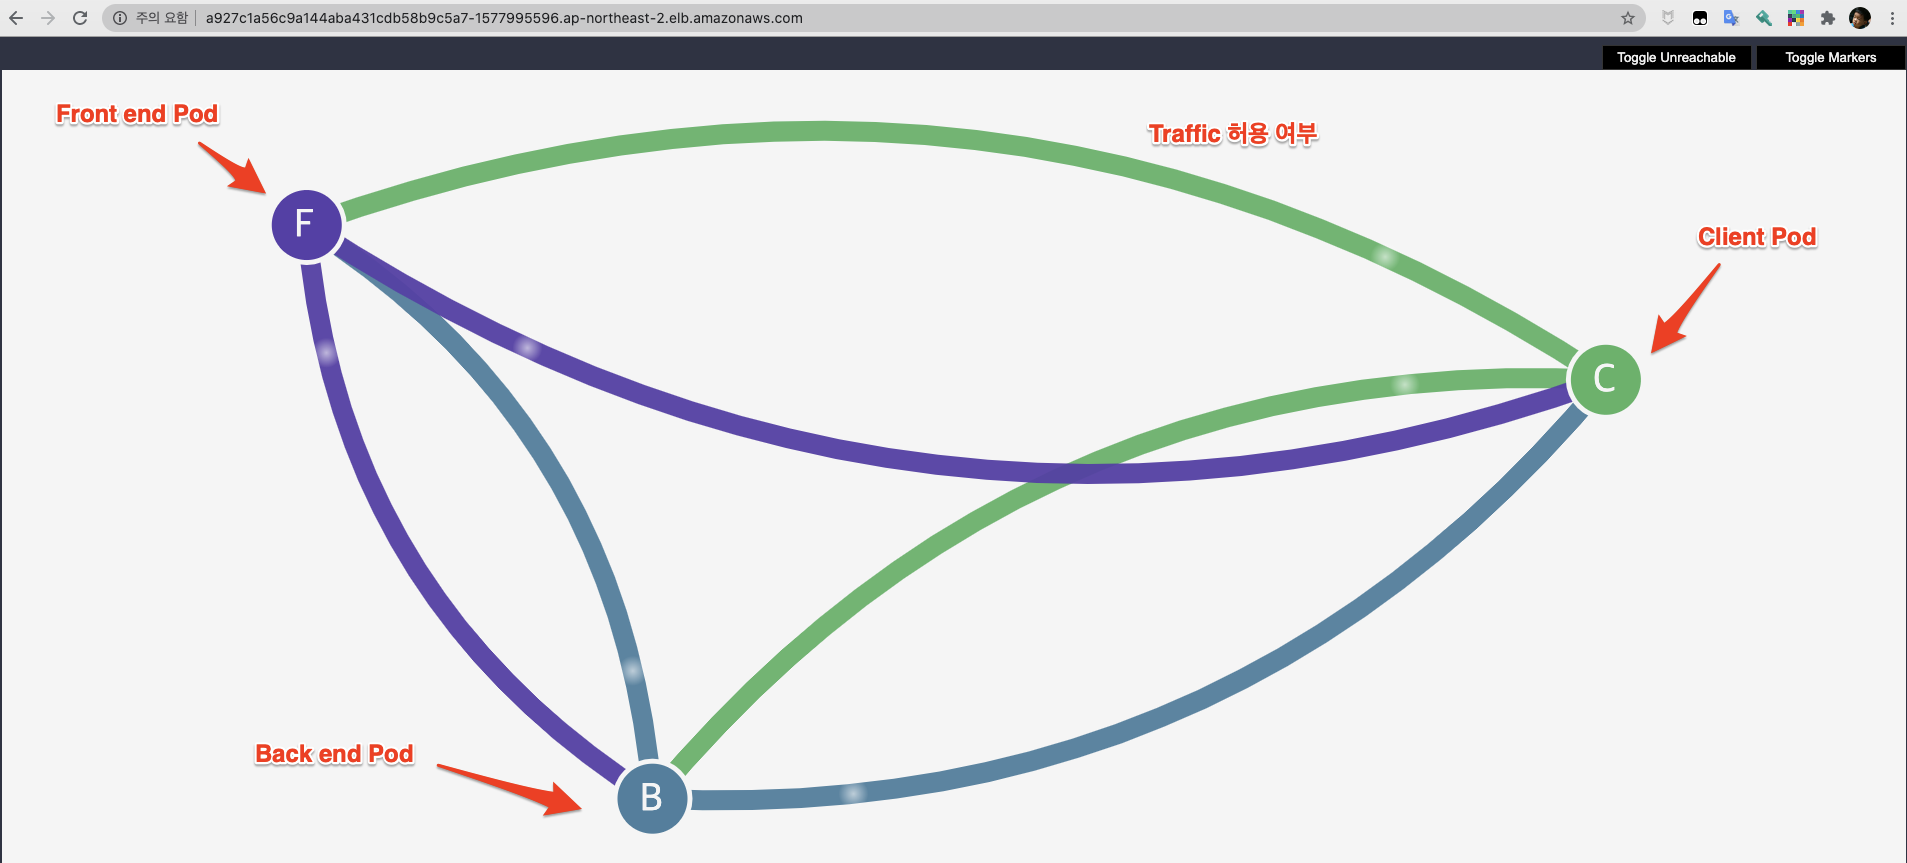 주의 요함
a927c1a56c9a144aba431cdb58b9c5a7-1577995596.ap-northeast-2.elb.amazonaws.com
Toggle Unreachable
Toggle Markers
Front end Pod
Traffic 허용 여부
F
Client Pod
C
Back end Pod
B